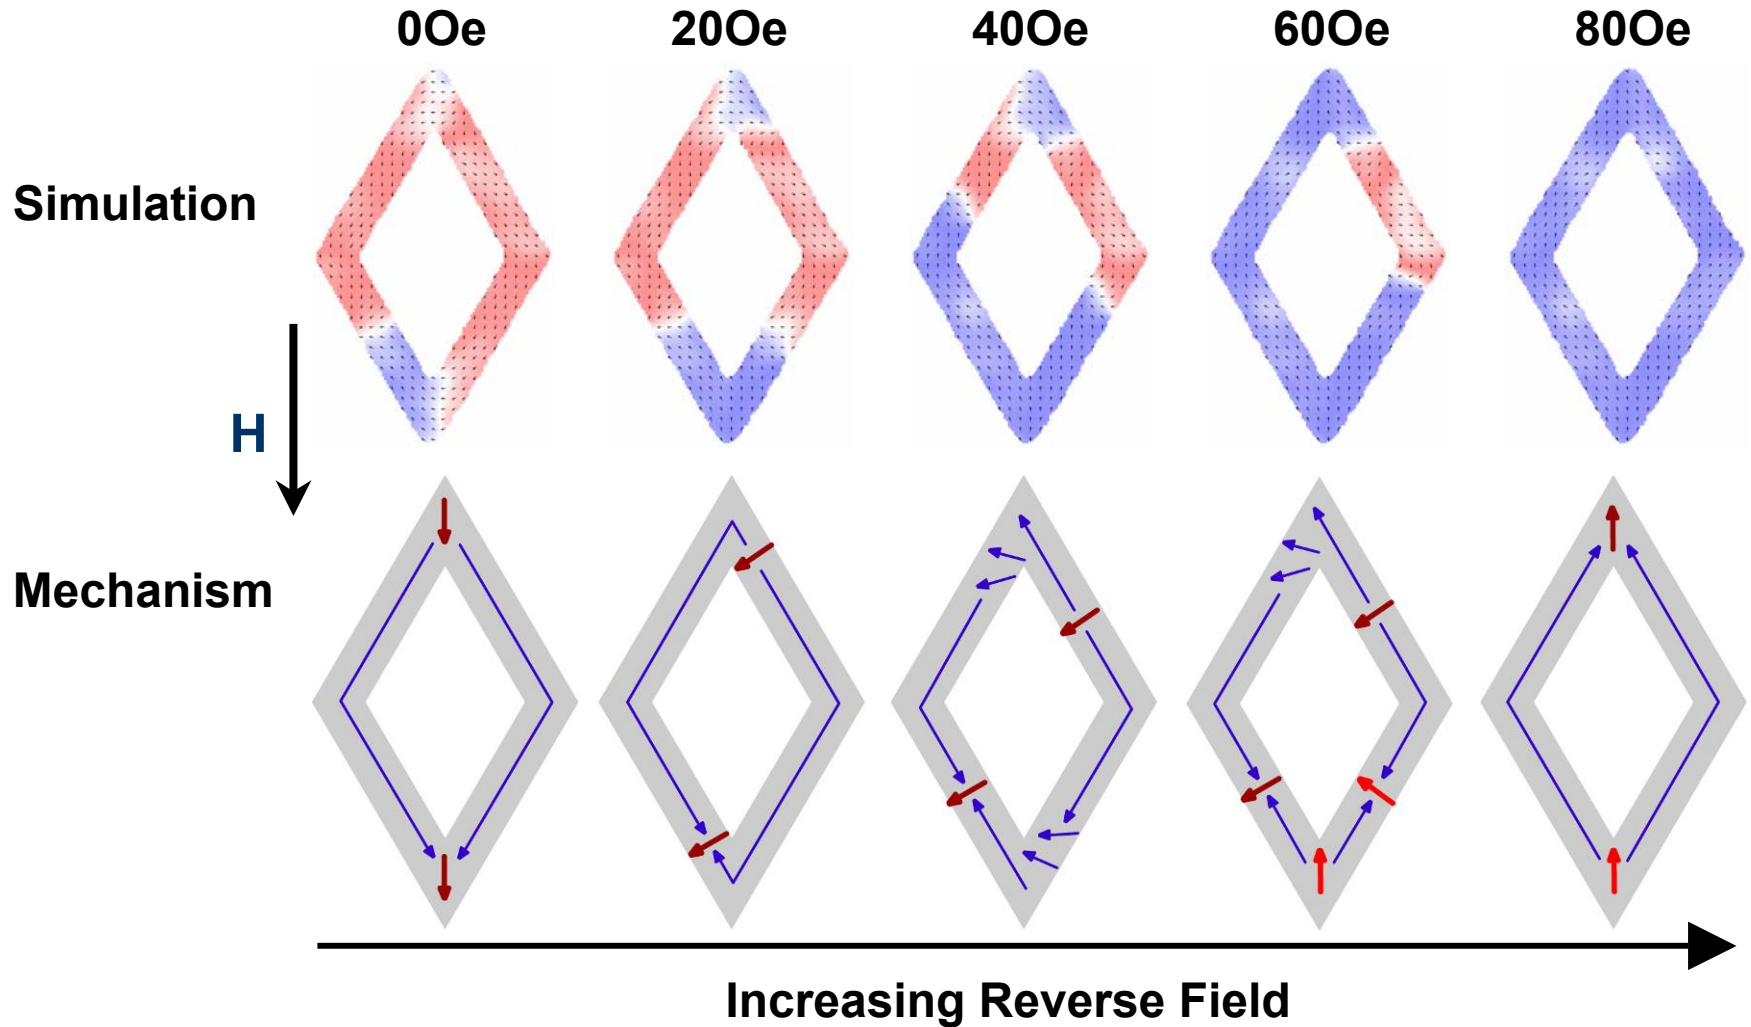 0Oe 20Oe 40Oe 60Oe 80Oe
Simulation
H
Mechanism
Increasing Reverse Field